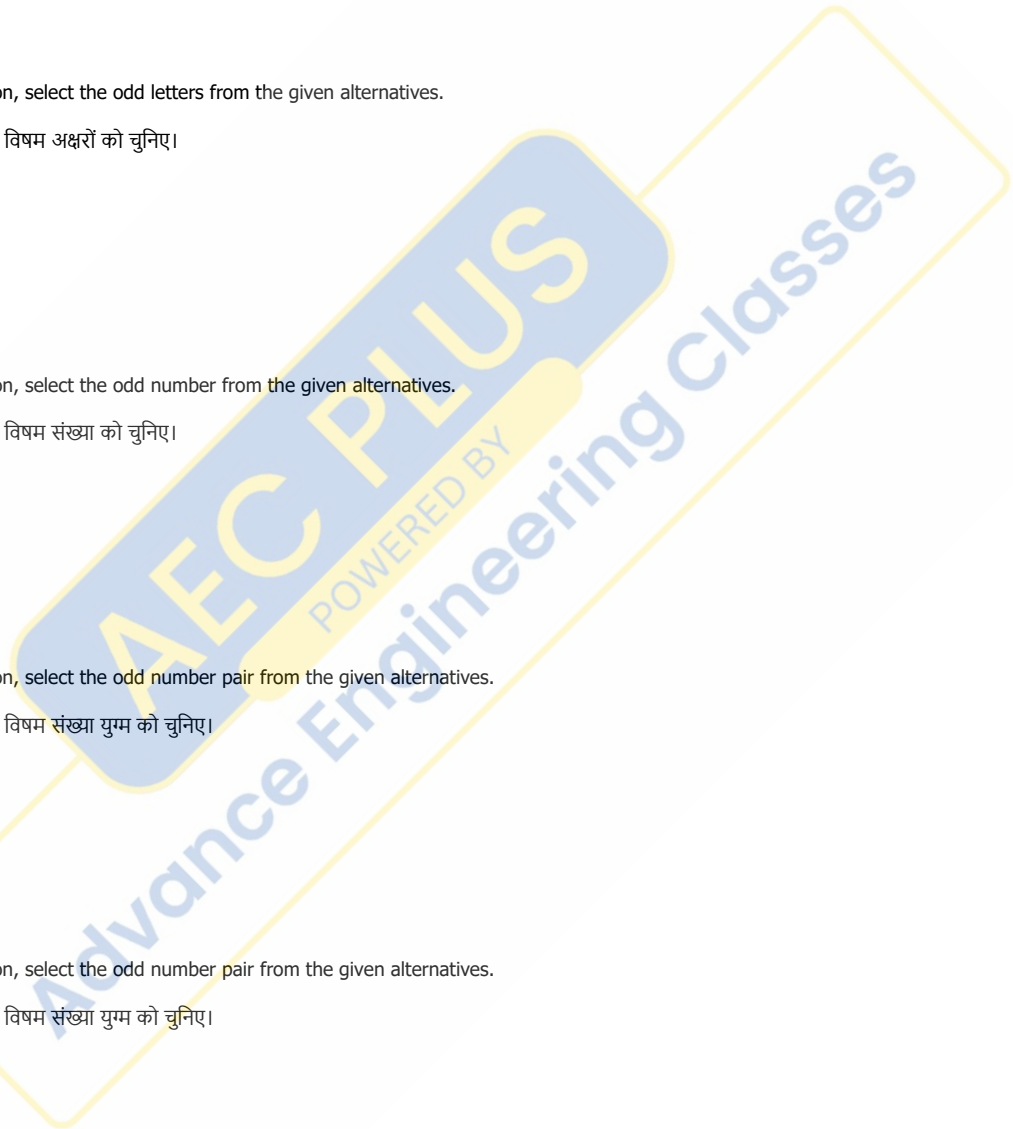 on, select the odd letters from the given alternatives.
विषम अक्षरों को चुनिए।
on, select the odd number from the given alternatives.
विषम संख्या को चुनिए।
on, select the odd number pair from the given alternatives.
विषम संख्या युग्म को चुनिए।
on, select the odd number pair from the given alternatives.
विषम संख्या युग्म को चुनिए।
AEC PLUS
POWERED BY
Advance Engineering Classes